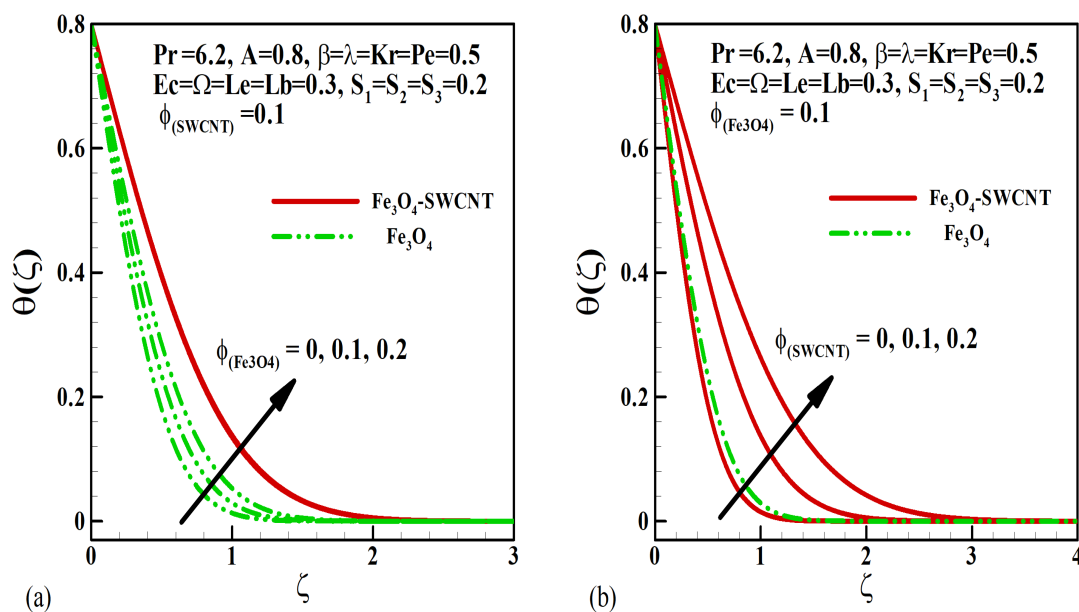 0.8
0.6
0.4
0.2
0
θ(ζ)
Pr =6.2, A=0.8, β=λ=Kr=Pe=0.5
Ec=Ω=Le=Lb=0.3, S₁=S₂=S₃=0.2
ϕ(SWCNT) =0.1
Fe₃O₄-SWCNT
Fe₃O₄
ϕ(Fe3O4) = 0, 0.1, 0.2
0 1 2 3
ζ
(a)
0.8
0.6
0.4
0.2
0
θ(ζ)
Pr=6.2, A=0.8, β=λ=Kr=Pe=0.5
Ec=Ω=Le=Lb=0.3, S₁=S₂=S₃=0.2
ϕ(Fe3O4) = 0.1
Fe₃O₄-SWCNT
Fe₃O₄
ϕ(SWCNT) = 0, 0.1, 0.2
0 1 2 3 4
ζ
(b)